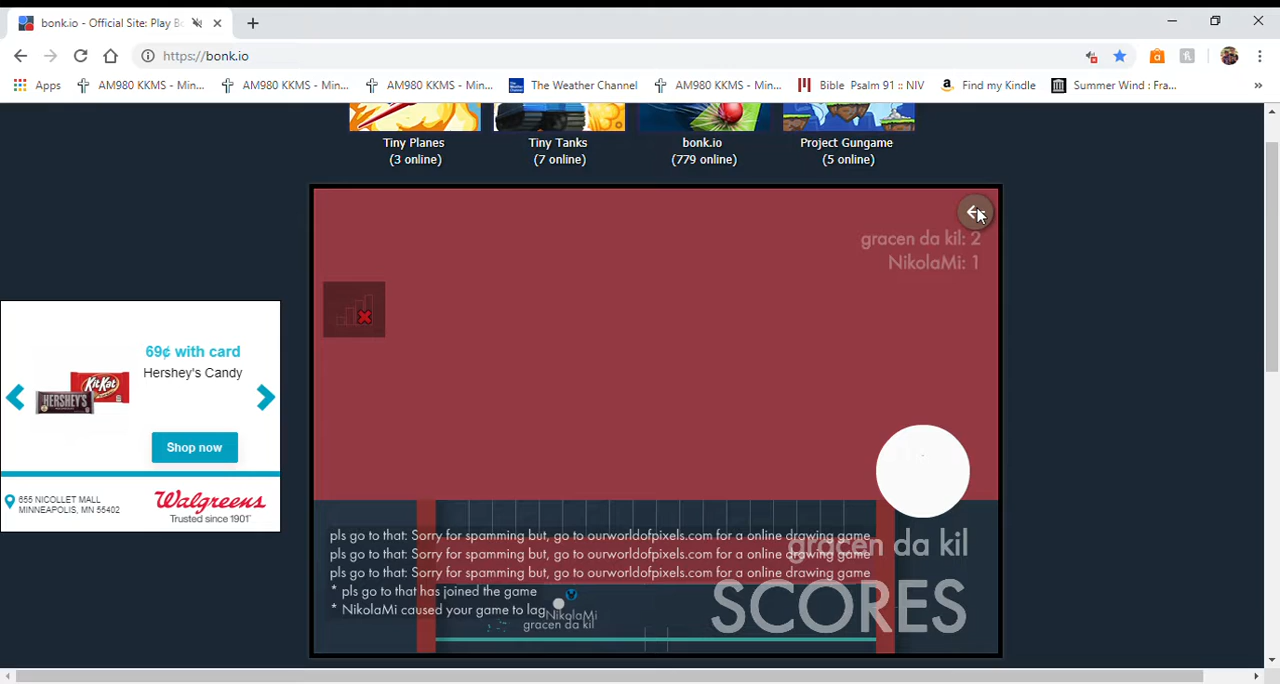 bonk.io - Official Site: Play Bo
https://bonk.io
Apps
AM980 KKMS - Min...
AM980 KKMS - Min...
AM980 KKMS - Min...
The Weather Channel
AM980 KKMS - Min...
Bible Psalm 91 :: NIV
Find my Kindle
Summer Wind : Fra...
»
Tiny Planes
(3 online)
Tiny Tanks
(7 online)
bonk.io
(779 online)
Project Gungame
(5 online)
gracen da kil: 2
NikolaMi: 1
69¢ with card
Hershey's Candy
KitKat
HERSHEY'S
Shop now
855 NICOLLET MALL
MINNEAPOLIS, MN 55402
Walgreens
Trusted since 1901
pls go to that: Sorry for spamming but, go to ourworldofpixels.com for a online drawing game
pls go to that: Sorry for spamming but, go to ourworldofpixels.com for a online drawing game
pls go to that: Sorry for spamming but, go to ourworldofpixels.com for a online drawing game
* pls go to that has joined the game
* NikolaMi caused your game to lag
NikolaMi
gracen da kil
gracen da kil
SCORES